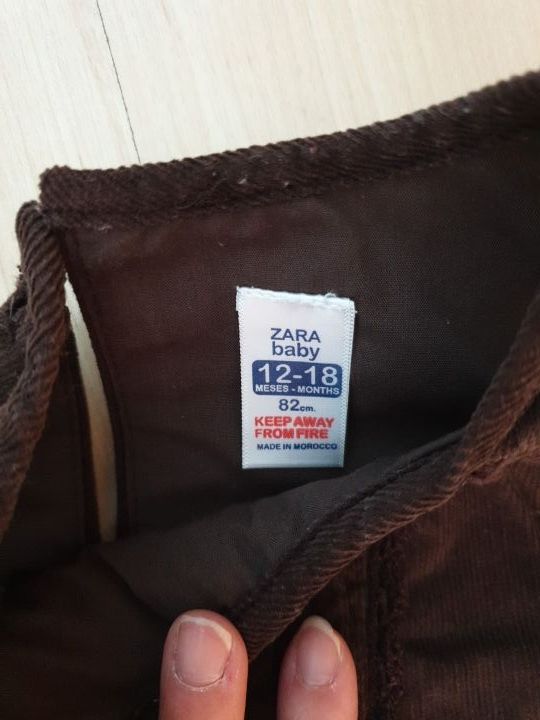 ZARA
baby
12-18
MESES - MONTHS
82cm.
KEEP AWAY
FROM FIRE
MADE IN MOROCCO